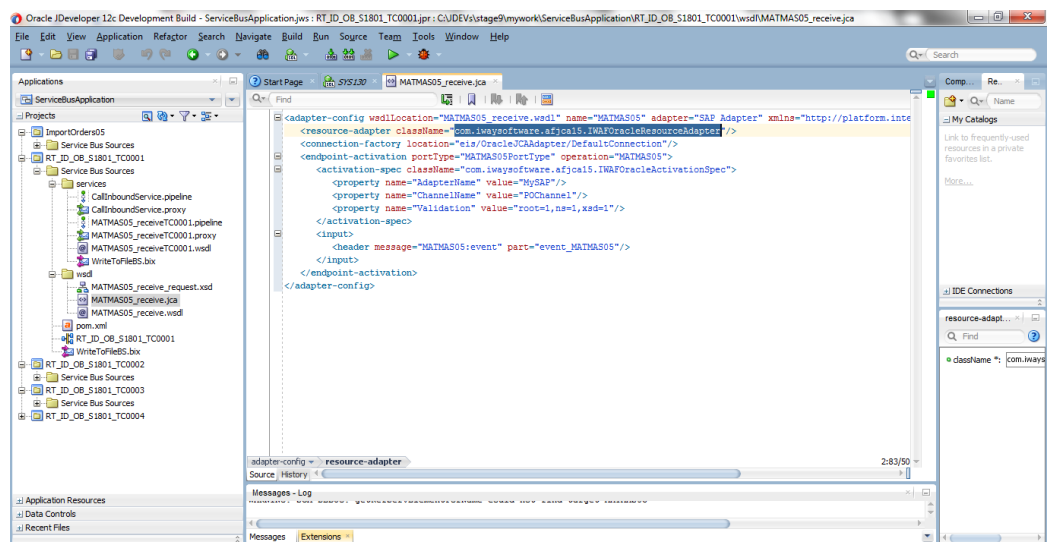 Oracle JDeveloper 12c Development Build - ServiceBusApplication.jws : RT_ID_OB_S1801_TC0001.jpr : C:\JDEVs\stage9\mywork\ServiceBusApplication\RT_ID_OB_S1801_TC0001\wsdl\MATMAS05_receive.jca
File Edit View Application Refactor Search Navigate Build Run Source Team Tools Window Help
Search
Applications
ServiceBusApplication
Projects
ImportOrders05
Service Bus Sources
RT_ID_OB_S1801_TC0001
Service Bus Sources
services
CallInboundService.pipeline
CallInboundService.proxy
MATMAS05_receiveTC0001.pipeline
MATMAS05_receiveTC0001.proxy
MATMAS05_receiveTC0001.wsdl
WriteToFileBS.bix
wsdl
MATMAS05_receive_request.xsd
MATMAS05_receive.jca
MATMAS05_receive.wsdl
pom.xml
RT_ID_OB_S1801_TC0001
WriteToFileBS.bix
RT_ID_OB_S1801_TC0002
Service Bus Sources
RT_ID_OB_S1801_TC0003
Service Bus Sources
RT_ID_OB_S1801_TC0004
Application Resources
Data Controls
Recent Files
Start Page SYS130 MATMAS05_receive.jca
Find
<adapter-config wsdlLocation="MATMAS05_receive.wsdl" name="MATMAS05" adapter="SAP Adapter" xmlns="http://platform.inte
<resource-adapter className="com.iwaysoftware.afjca15.IWAFOracleResourceAdapter"/>
<connection-factory location="eis/OracleJCAAdapter/DefaultConnection"/>
<endpoint-activation portType="MATMAS05PortType" operation="MATMAS05">
<activation-spec className="com.iwaysoftware.afjca15.IWAFOracleActivationSpec">
<property name="AdapterName" value="MySAP"/>
<property name="ChannelName" value="POChannel"/>
<property name="Validation" value="root=1,ns=1,xsd=1"/>
</activation-spec>
<input>
<header message="MATMAS05:event" part="event_MATMAS05"/>
</input>
</endpoint-activation>
</adapter-config>
adapter-config resource-adapter 2:83/50
Source History
Messages - Log
Messages Extensions
Comp... Re...
Name
My Catalogs
Link to frequently-used
resources in a private
favorites list.
More...
IDE Connections
resource-adapt...
Find
className *: com.iways